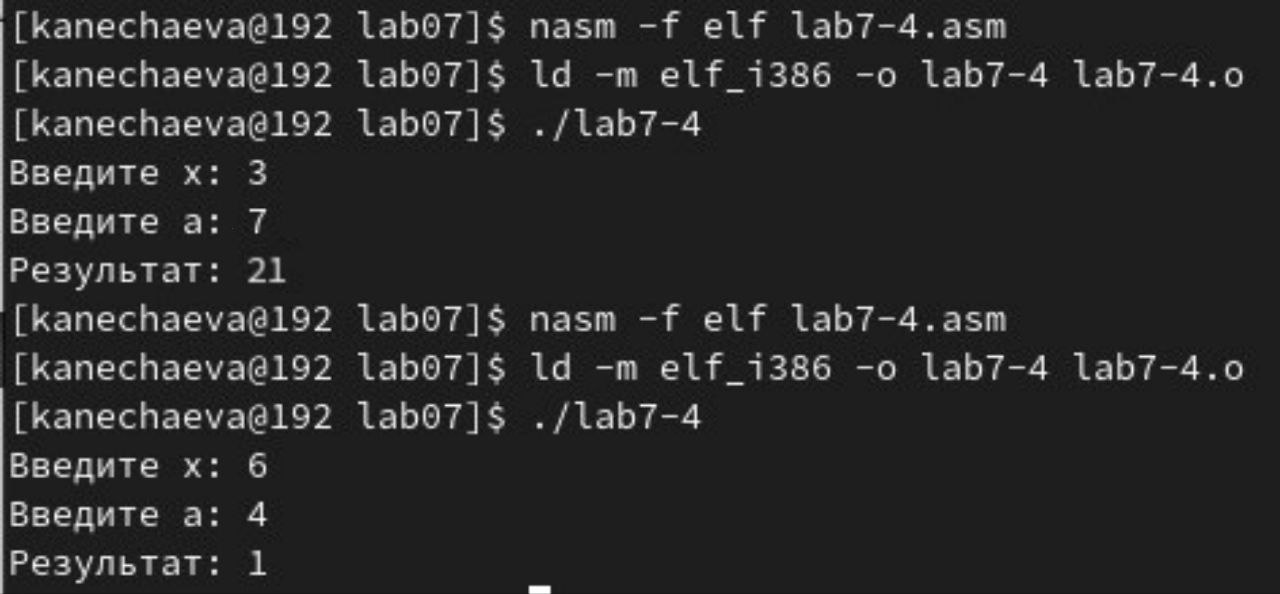 [kanechaeva@192 lab07]$ nasm -f elf lab7-4.asm
[kanechaeva@192 lab07]$ ld -m elf_i386 -o lab7-4 lab7-4.o
[kanechaeva@192 lab07]$ ./lab7-4
Введите x: 3
Введите a: 7
Результат: 21
[kanechaeva@192 lab07]$ nasm -f elf lab7-4.asm
[kanechaeva@192 lab07]$ ld -m elf_i386 -o lab7-4 lab7-4.o
[kanechaeva@192 lab07]$ ./lab7-4
Введите x: 6
Введите a: 4
Результат: 1